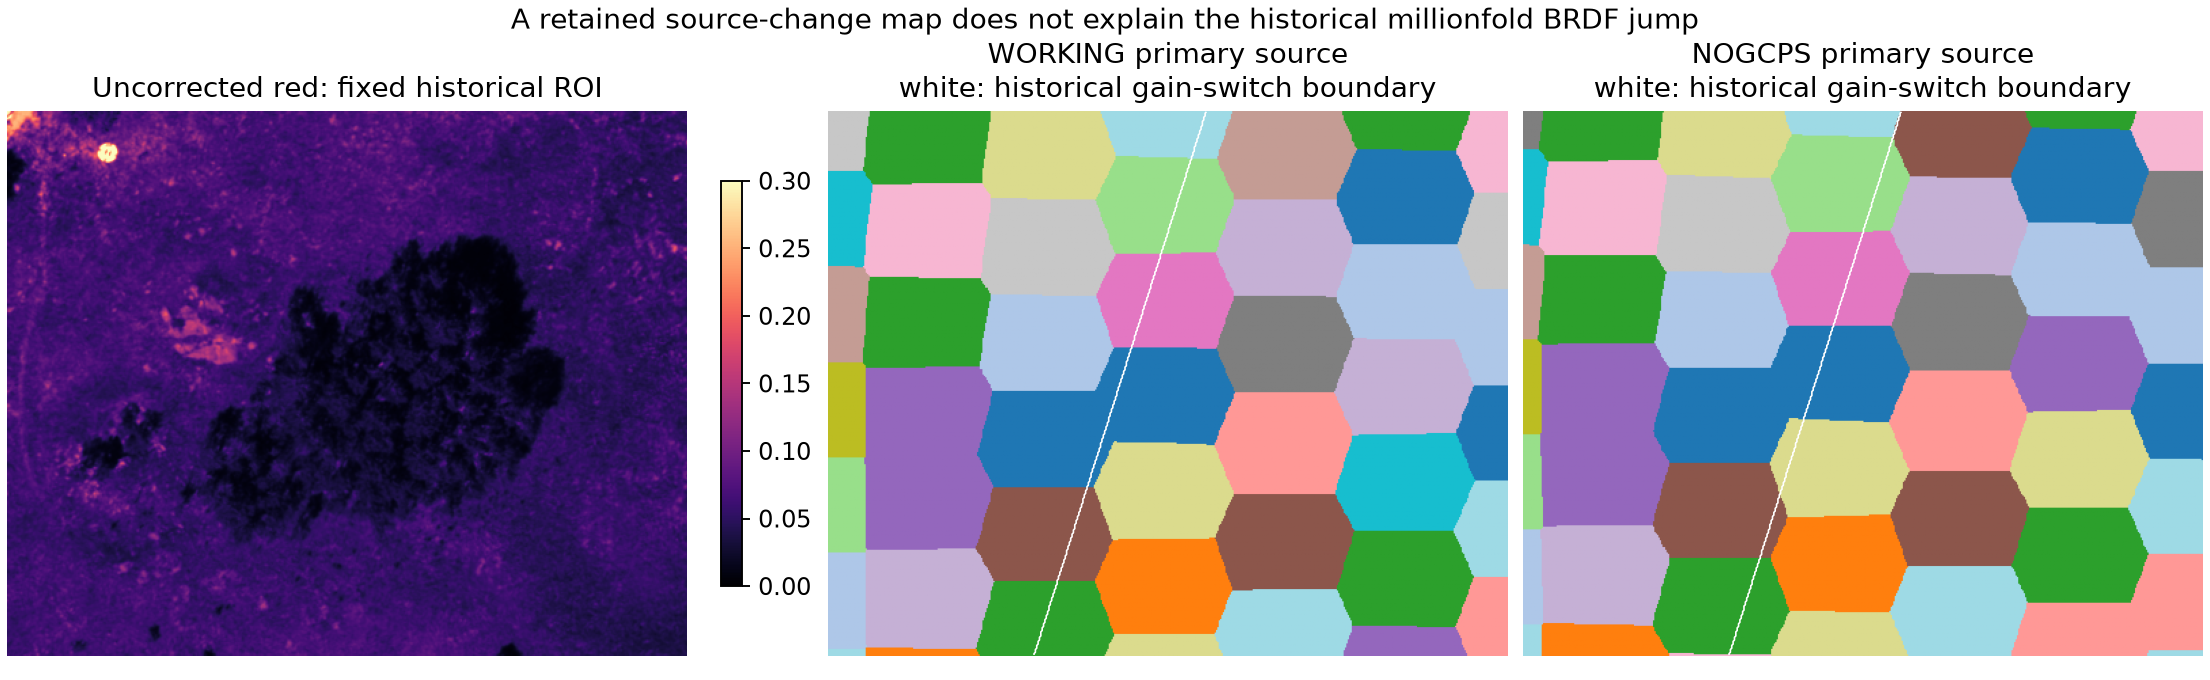 A retained source-change map does not explain the historical millionfold BRDF jump
Uncorrected red: fixed historical ROI
0.30
0.25
0.20
0.15
0.10
0.05
0.00
WORKING primary source
white: historical gain-switch boundary
NOGCPS primary source
white: historical gain-switch boundary